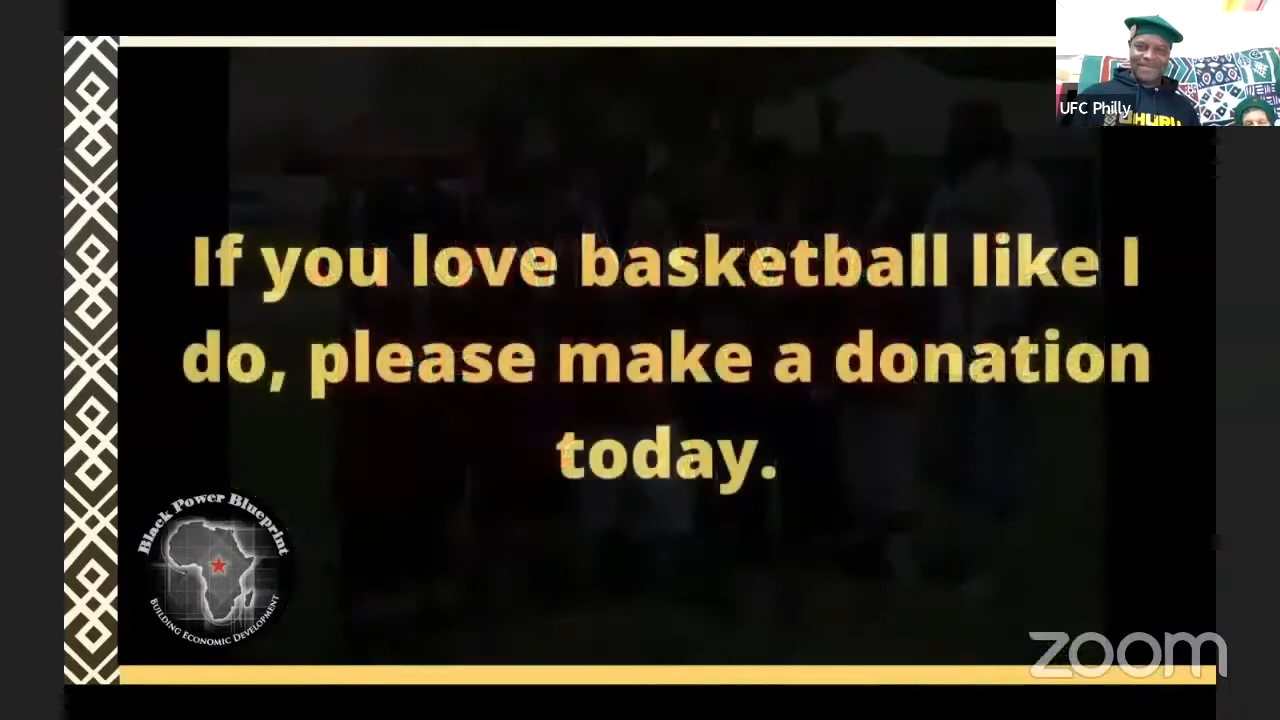 UFC Philly
UHURU
If you love basketball like I
do, please make a donation
today.
Black Power Blueprint
BUILDING ECONOMIC DEVELOPMENT
zoom